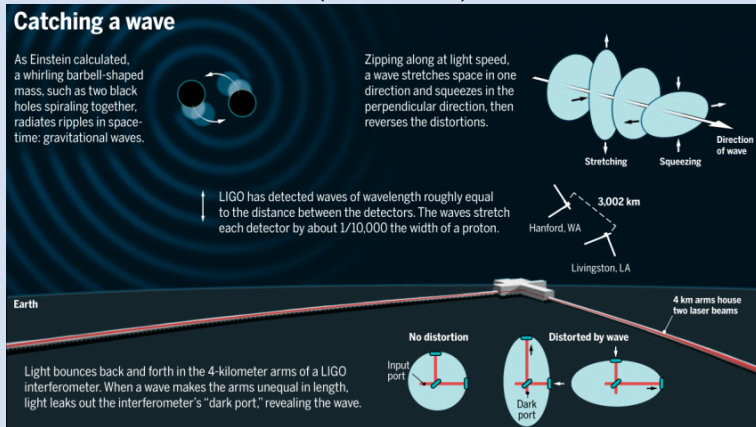 Catching a wave
As Einstein calculated,
a whirling barbell-shaped
mass, such as two black
holes spiraling together,
radiates ripples in space-
time: gravitational waves.
Zipping along at light speed,
a wave stretches space in one
direction and squeezes in the
perpendicular direction, then
reverses the distortions.
Direction
of wave
Stretching
Squeezing
LIGO has detected waves of wavelength roughly equal
to the distance between the detectors. The waves stretch
each detector by about 1/10,000 the width of a proton.
3,002 km
Hanford, WA
Livingston, LA
Earth
4 km arms house
two laser beams
No distortion
Distorted by wave
Input
port
Dark
port
Light bounces back and forth in the 4-kilometer arms of a LIGO
interferometer. When a wave makes the arms unequal in length,
light leaks out the interferometer's “dark port,” revealing the wave.